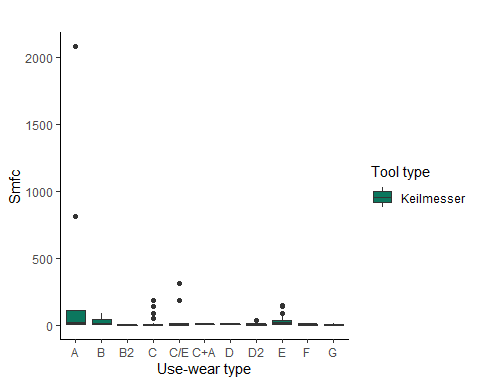 2000
1500
1000
500
0
Smfc
A B B2 C C/E C+A D D2 E F G
Use-wear type
Tool type
Keilmesser